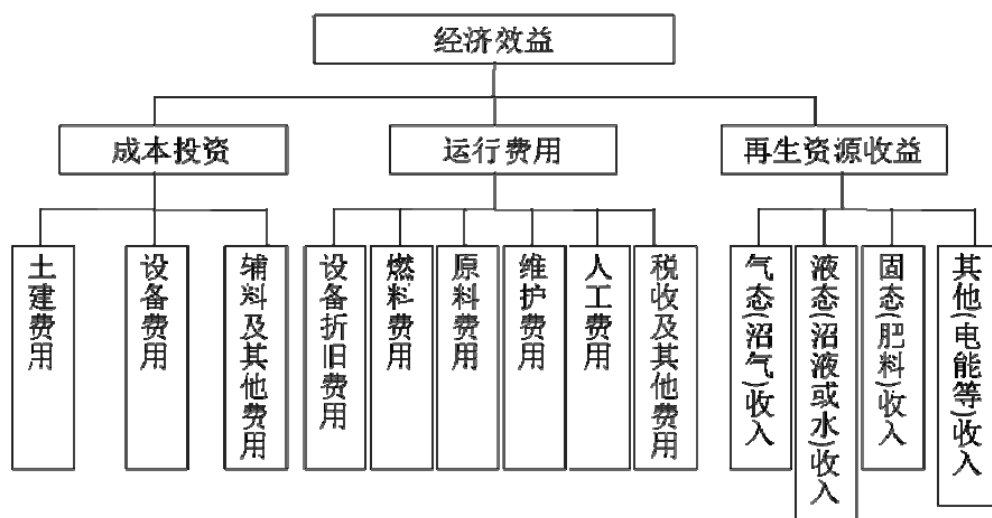 经济效益
成本投资
运行费用
再生资源收益
土建费用
设备费用
辅料及其他费用
设备折旧费用
燃料费用
原料费用
维护费用
人工费用
税收及其他费用
气态(沼气)收入
液态(沼液或水)收入
固态(肥料)收入
其他(电能等)收入